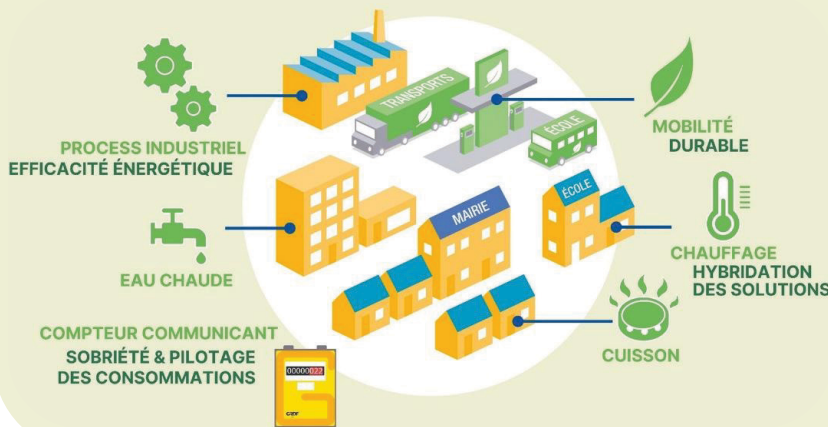 TRANSPORTS
ÉCOLE
PROCESS INDUSTRIEL
EFFICACITÉ ÉNERGÉTIQUE
MOBILITÉ
DURABLE
MAIRIE
ÉCOLE
EAU CHAUDE
CHAUFFAGE
HYBRIDATION
DES SOLUTIONS
COMPTEUR COMMUNICANT
SOBRIÉTÉ & PILOTAGE
DES CONSOMMATIONS
00000022
CUISSON